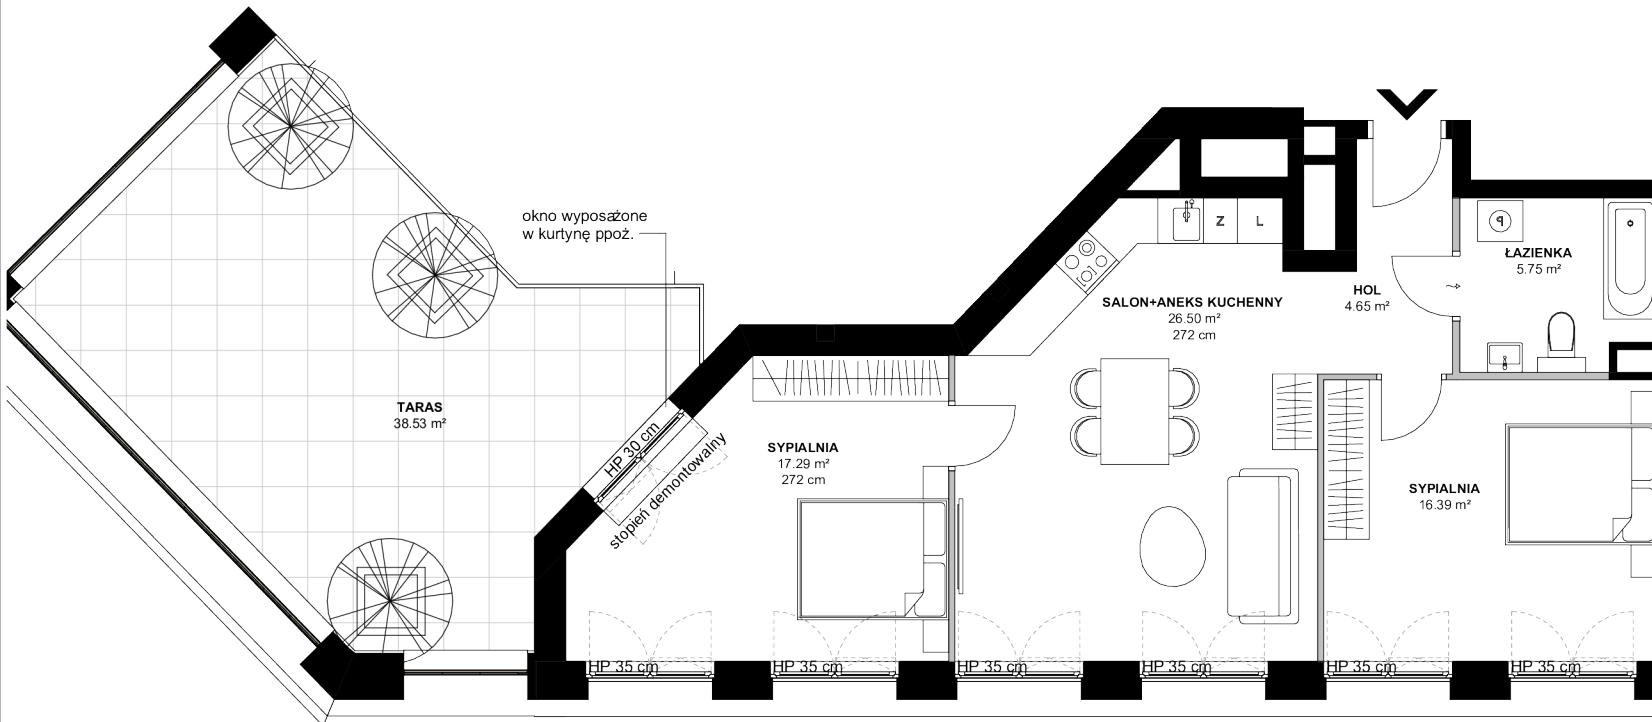 okno wyposażone
w kurtynę ppoż.
TARAS
38.53 m²
HP 30 cm
stopień demontowalny
SYPIALNIA
17.29 m²
272 cm
SALON+ANEKS KUCHENNY
26.50 m²
272 cm
Z
L
HOL
4.65 m²
P
ŁAZIENKA
5.75 m²
SYPIALNIA
16.39 m²
HP 35 cm
HP 35 cm
HP 35 cm
HP 35 cm
HP 35 cm
HP 35 cm